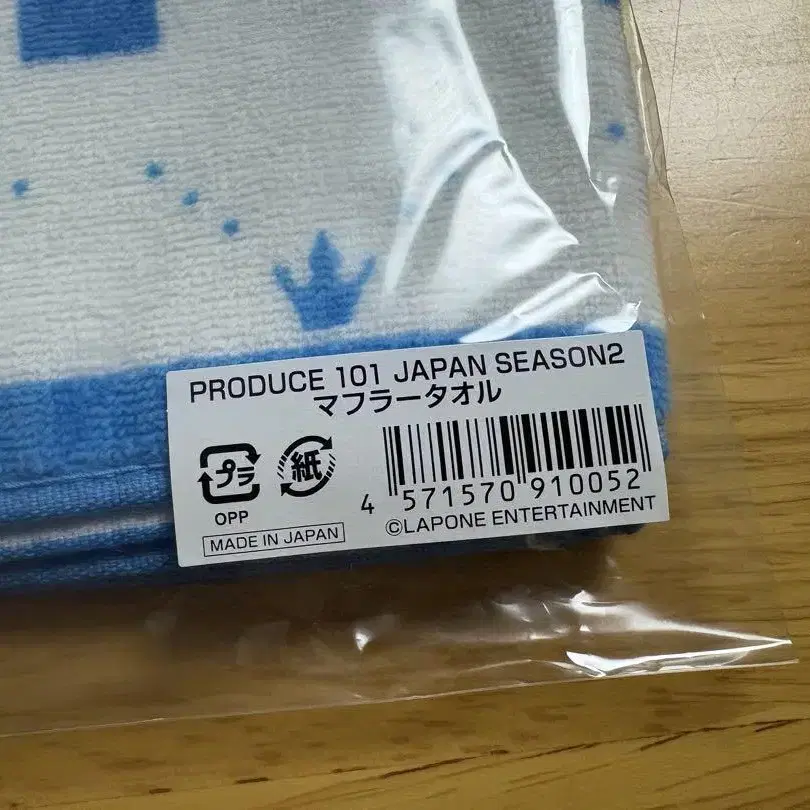 PRODUCE 101 JAPAN SEASON2
マフラータオル
プラ
紙
OPP
MADE IN JAPAN
4 571570 910052
©LAPONE ENTERTAINMENT